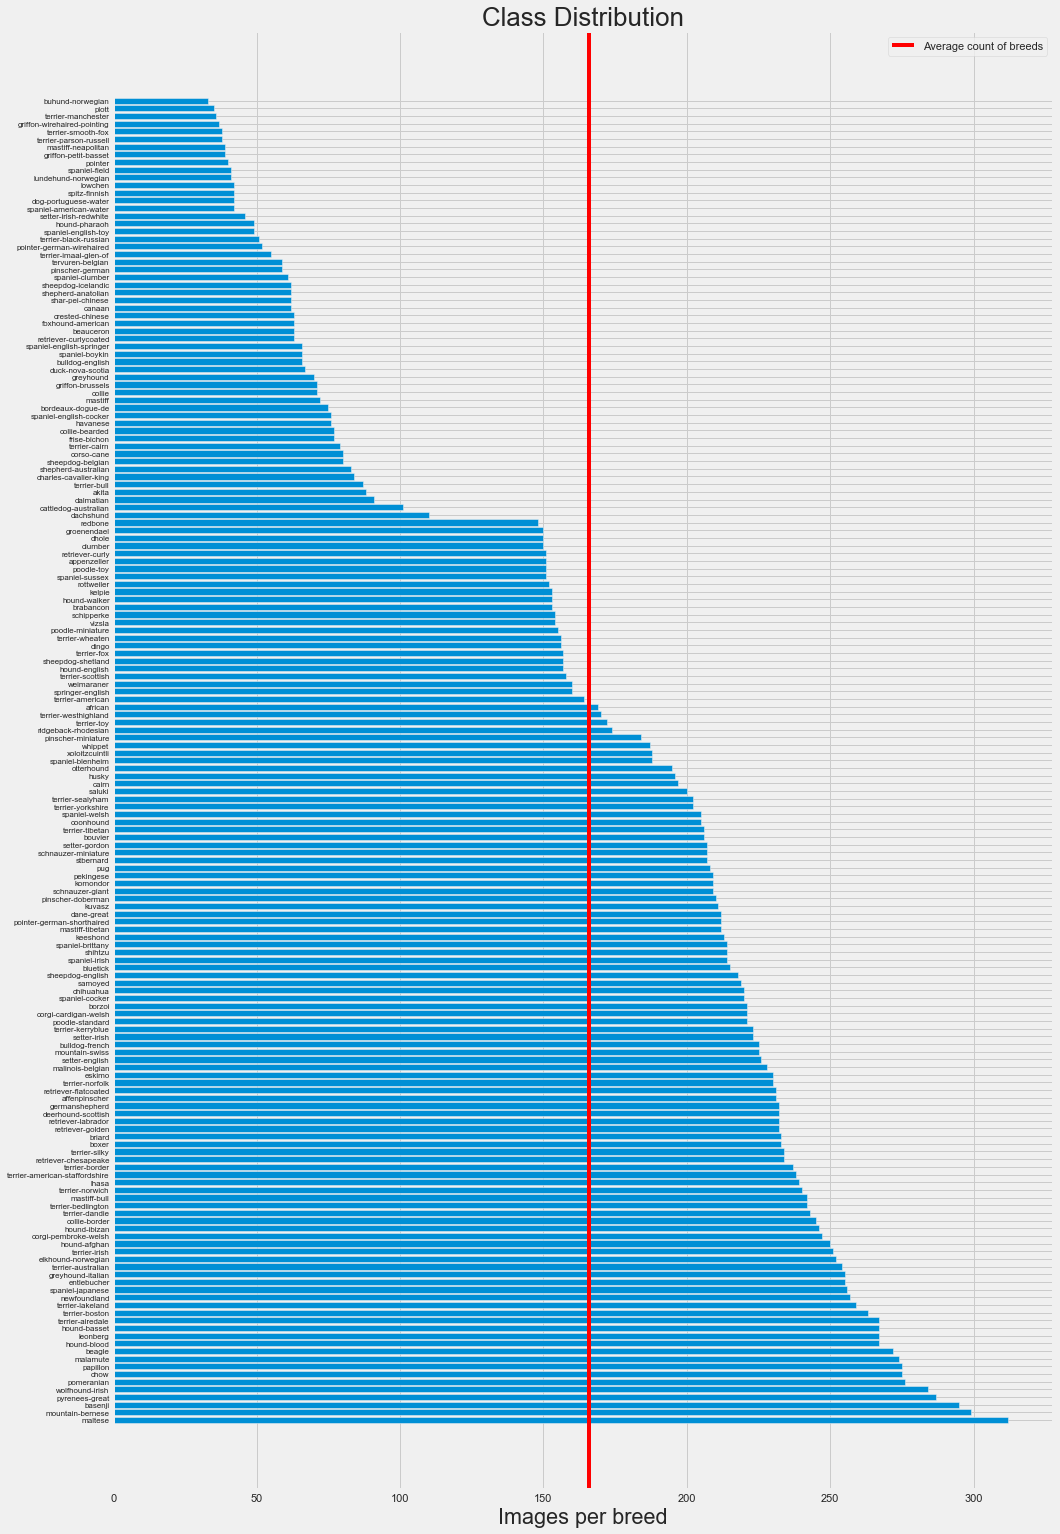 Class Distribution
Average count of breeds
buhund-norwegian
plott
terrier-manchester
griffon-wirehaired-pointing
terrier-smooth-fox
terrier-parson-russell
mastiff-neapolitan
griffon-petit-basset
pointer
spaniel-field
lundehund-norwegian
lowchen
spitz-finnish
dog-portuguese-water
spaniel-american-water
setter-irish-redwhite
hound-pharaoh
spaniel-english-toy
terrier-black-russian
pointer-german-wirehaired
terrier-imaal-glen-of
tervuren-belgian
pinscher-german
spaniel-clumber
sheepdog-icelandic
shepherd-anatolian
shar-pei-chinese
canaan
crested-chinese
foxhound-american
beauceron
retriever-curlycoated
spaniel-english-springer
spaniel-boykin
bulldog-english
duck-nova-scotia
greyhound
griffon-brussels
collie
mastiff
bordeaux-dogue-de
spaniel-english-cocker
havanese
collie-bearded
frise-bichon
terrier-cairn
corso-cane
sheepdog-belgian
shepherd-australian
charles-cavalier-king
terrier-bull
akita
dalmatian
cattledog-australian
dachshund
redbone
groenendael
dhole
clumber
retriever-curly
appenzeller
poodle-toy
spaniel-sussex
rottweiler
kelpie
hound-walker
brabancon
schipperke
vizsla
poodle-miniature
terrier-wheaten
dingo
terrier-fox
sheepdog-shetland
hound-english
terrier-scottish
weimaraner
springer-english
terrier-american
african
terrier-westhighland
terrier-toy
ridgeback-rhodesian
pinscher-miniature
whippet
xoloitzcuintli
spaniel-blenheim
otterhound
husky
cairn
saluki
terrier-sealyham
terrier-yorkshire
spaniel-welsh
coonhound
terrier-tibetan
bouvier
setter-gordon
schnauzer-miniature
stbernard
pug
pekingese
komondor
schnauzer-giant
pinscher-doberman
kuvasz
dane-great
pointer-german-shorthaired
mastiff-tibetan
keeshond
spaniel-brittany
shihtzu
spaniel-irish
bluetick
sheepdog-english
samoyed
chihuahua
spaniel-cocker
borzoi
corgi-cardigan-welsh
poodle-standard
terrier-kerryblue
setter-irish
bulldog-french
mountain-swiss
setter-english
malinois-belgian
eskimo
terrier-norfolk
retriever-flatcoated
affenpinscher
germanshepherd
deerhound-scottish
retriever-labrador
retriever-golden
briard
boxer
terrier-silky
retriever-chesapeake
terrier-border
terrier-american-staffordshire
lhasa
terrier-norwich
mastiff-bull
terrier-bedlington
terrier-dandie
collie-border
hound-ibizan
corgi-pembroke-welsh
hound-afghan
terrier-irish
elkhound-norwegian
terrier-australian
greyhound-italian
entlebucher
spaniel-japanese
newfoundland
terrier-lakeland
terrier-boston
terrier-airedale
hound-basset
leonberg
hound-blood
beagle
malamute
papillon
chow
pomeranian
wolfhound-irish
pyrenees-great
basenji
mountain-bernese
maltese
0 50 100 150 200 250 300
Images per breed